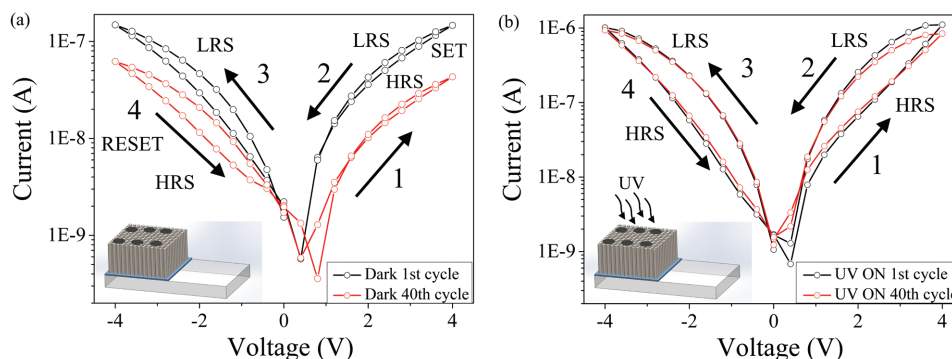 (a)
1E-7
1E-8
1E-9
Current (A)
-4
-2
0
2
4
Voltage (V)
LRS
3
4
RESET
HRS
2
SET
HRS
1
Dark 1st cycle
Dark 40th cycle
(b)
1E-6
1E-7
1E-8
1E-9
Current (A)
-4
-2
0
2
4
Voltage (V)
LRS
3
4
HRS
UV
LRS
2
HRS
1
UV ON 1st cycle
UV ON 40th cycle